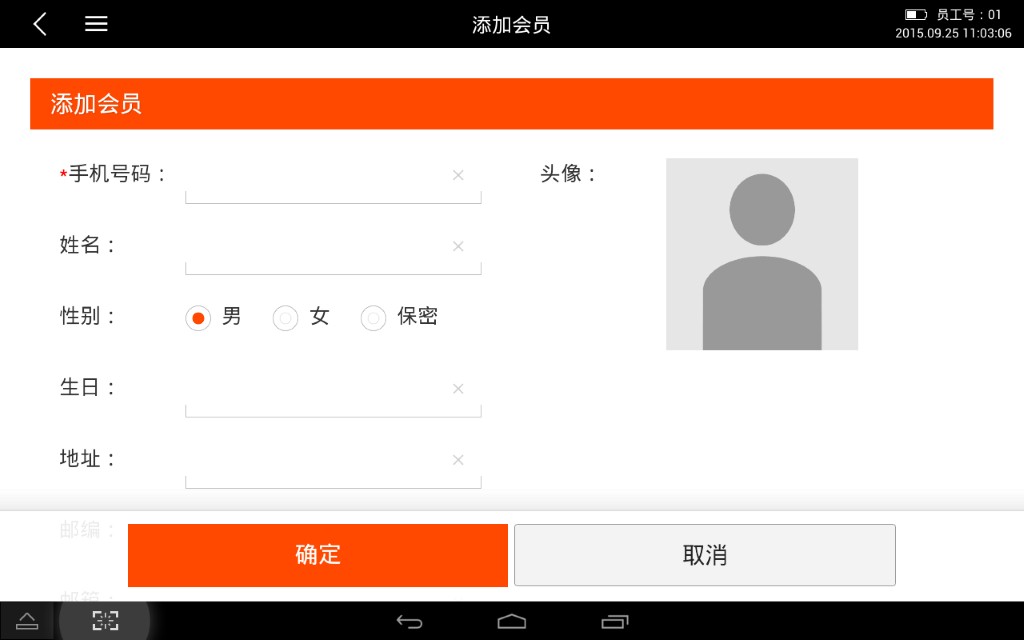 添加会员
员工号：01
2015.09.25 11:03:06
添加会员
*手机号码：
头像：
姓名：
性别：
男
女
保密
生日：
地址：
邮编：
邮箱：
确定
取消